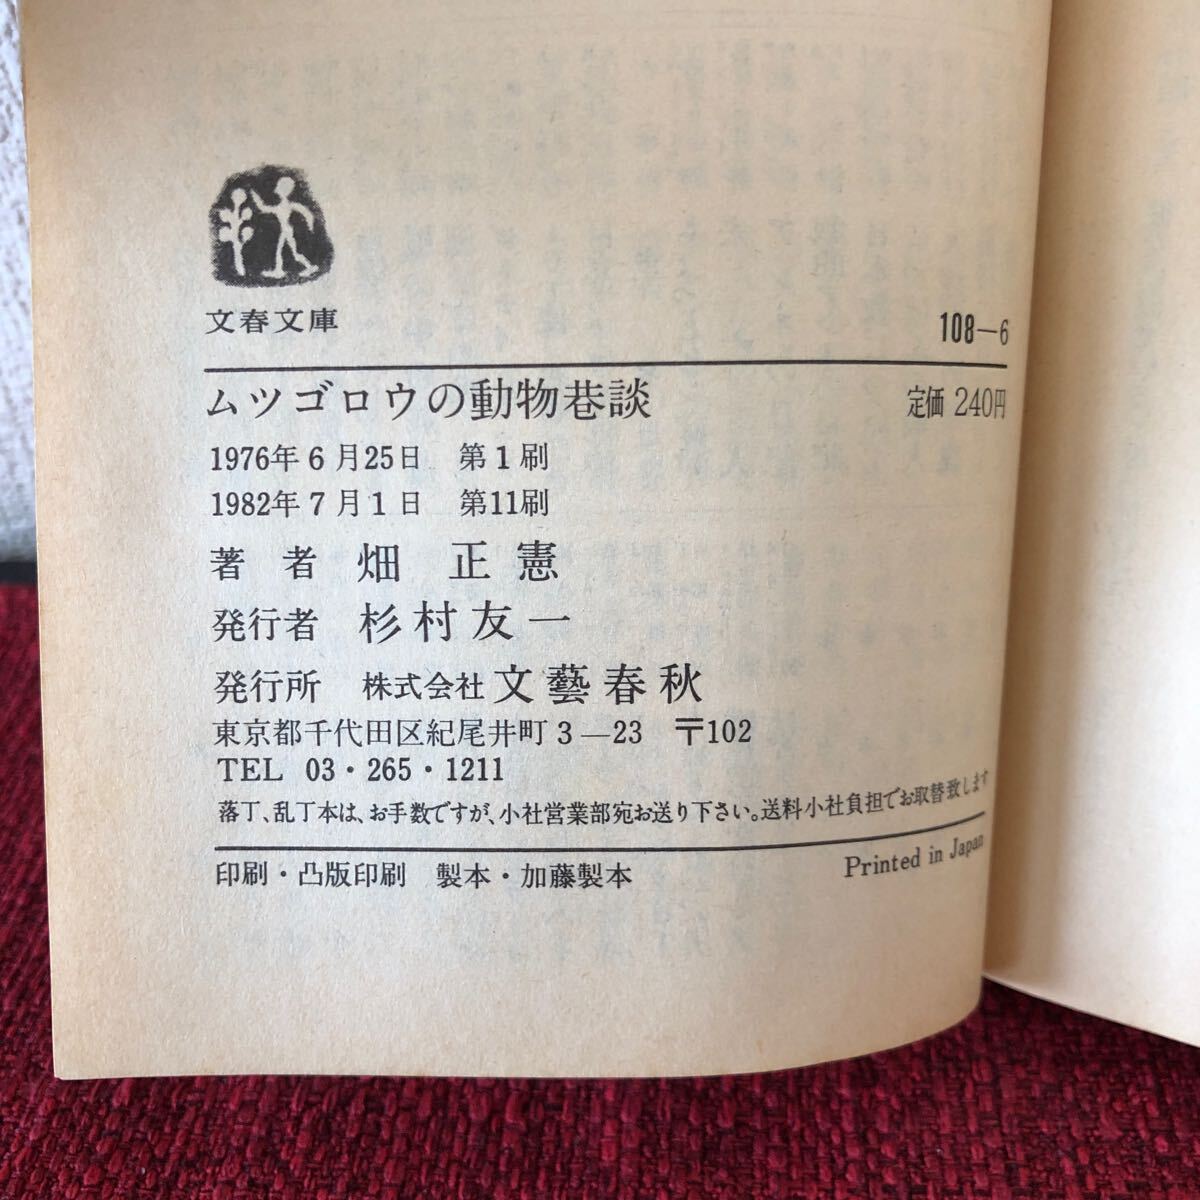 文春文庫
108―6
ムツゴロウの動物巷談 定価 240円
1976年6月25日 第1刷
1982年7月1日 第11刷
著者 畑正憲
発行者 杉村友一
発行所 株式会社 文藝春秋
東京都千代田区紀尾井町3―23 〒102
TEL 03・265・1211
落丁、乱丁本は、お手数ですが、小社営業部宛お送り下さい。送料小社負担でお取替致します
印刷・凸版印刷 製本・加藤製本 Printed in Japan